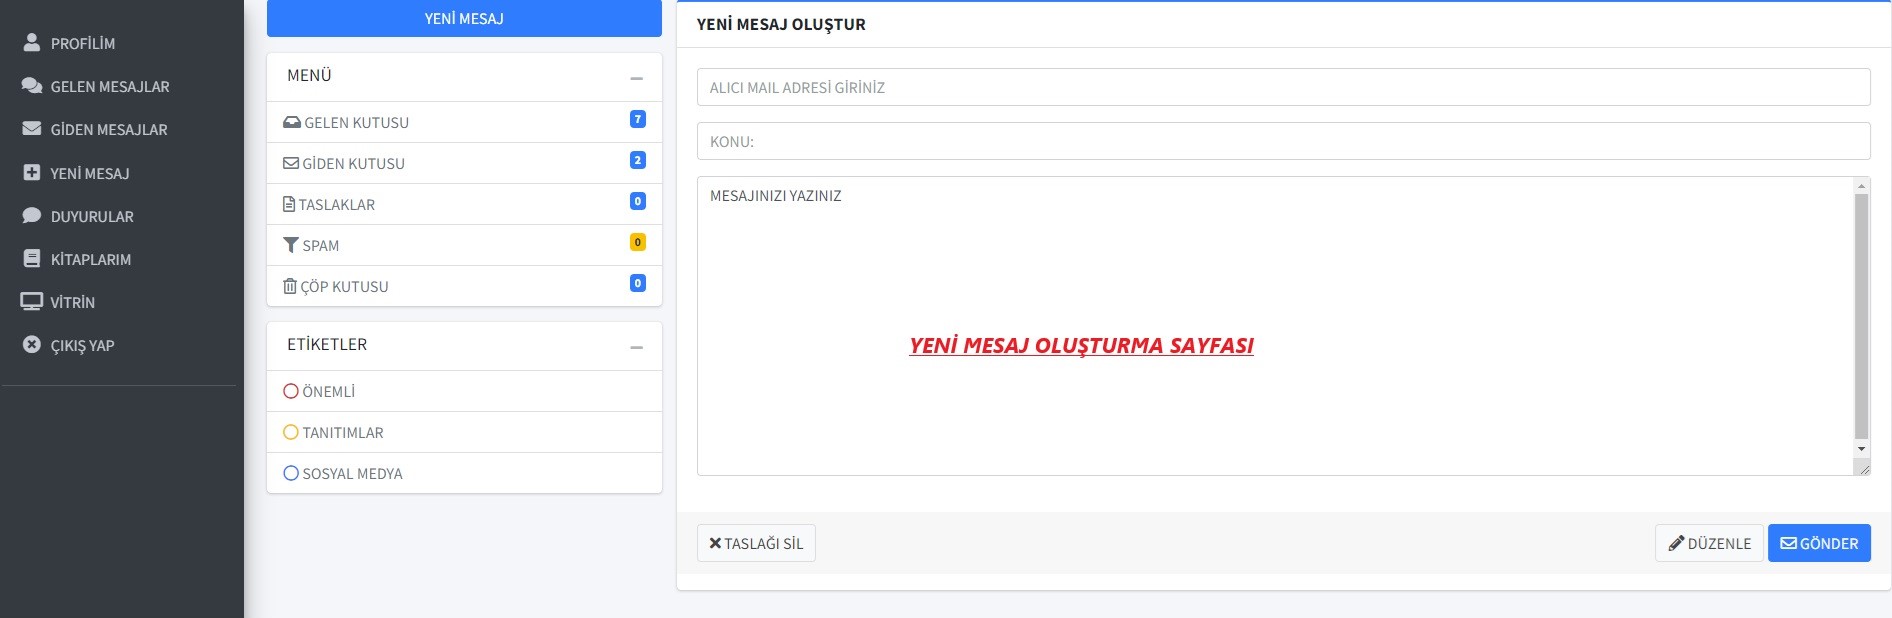 PROFİLİM
GELEN MESAJLAR
GİDEN MESAJLAR
YENİ MESAJ
DUYURULAR
KİTAPLARIM
VİTRİN
ÇIKIŞ YAP
YENİ MESAJ
MENÜ
GELEN KUTUSU 7
GİDEN KUTUSU 2
TASLAKLAR 0
SPAM 0
ÇÖP KUTUSU 0
ETİKETLER
ÖNEMLİ
TANITIMLAR
SOSYAL MEDYA
YENİ MESAJ OLUŞTUR
ALICI MAIL ADRESİ GİRİNİZ
KONU:
MESAJINIZI YAZINIZ
YENİ MESAJ OLUŞTURMA SAYFASI
TASLAĞI SİL
DÜZENLE
GÖNDER